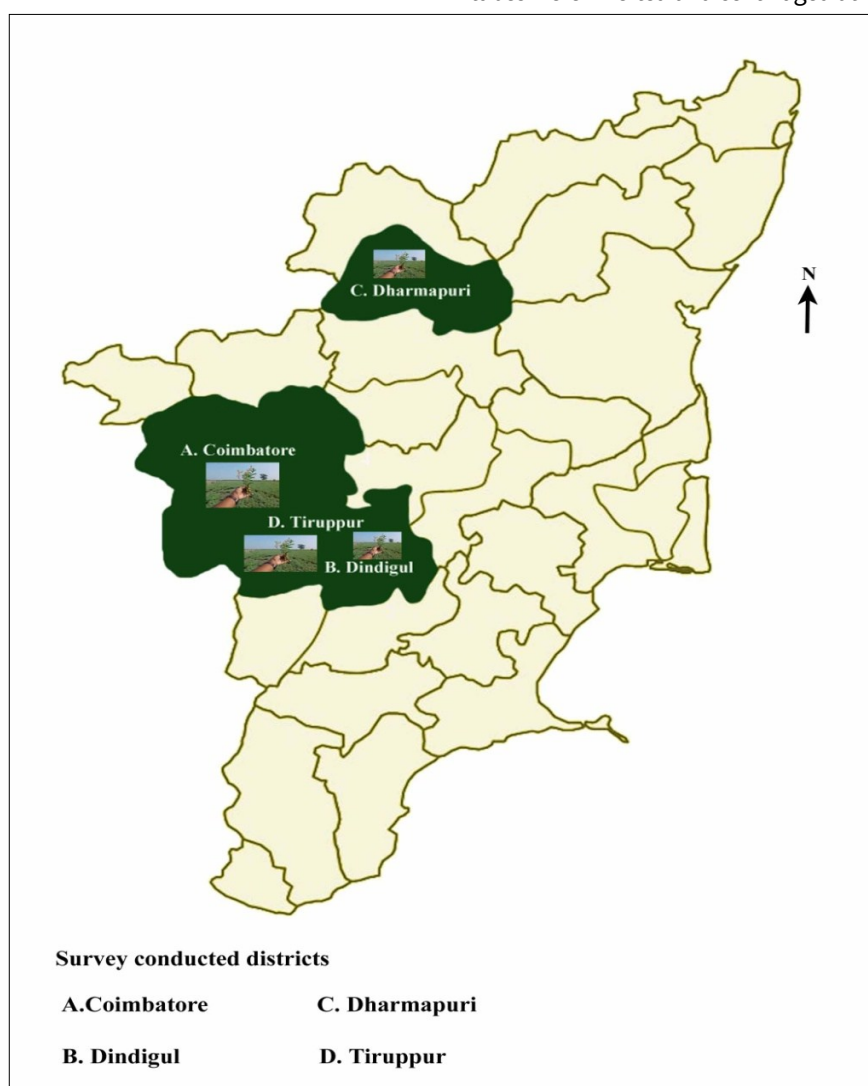 N
C. Dharmapuri
A. Coimbatore
D. Tiruppur
B. Dindigul
Survey conducted districts
A.Coimbatore
C. Dharmapuri
B. Dindigul
D. Tiruppur